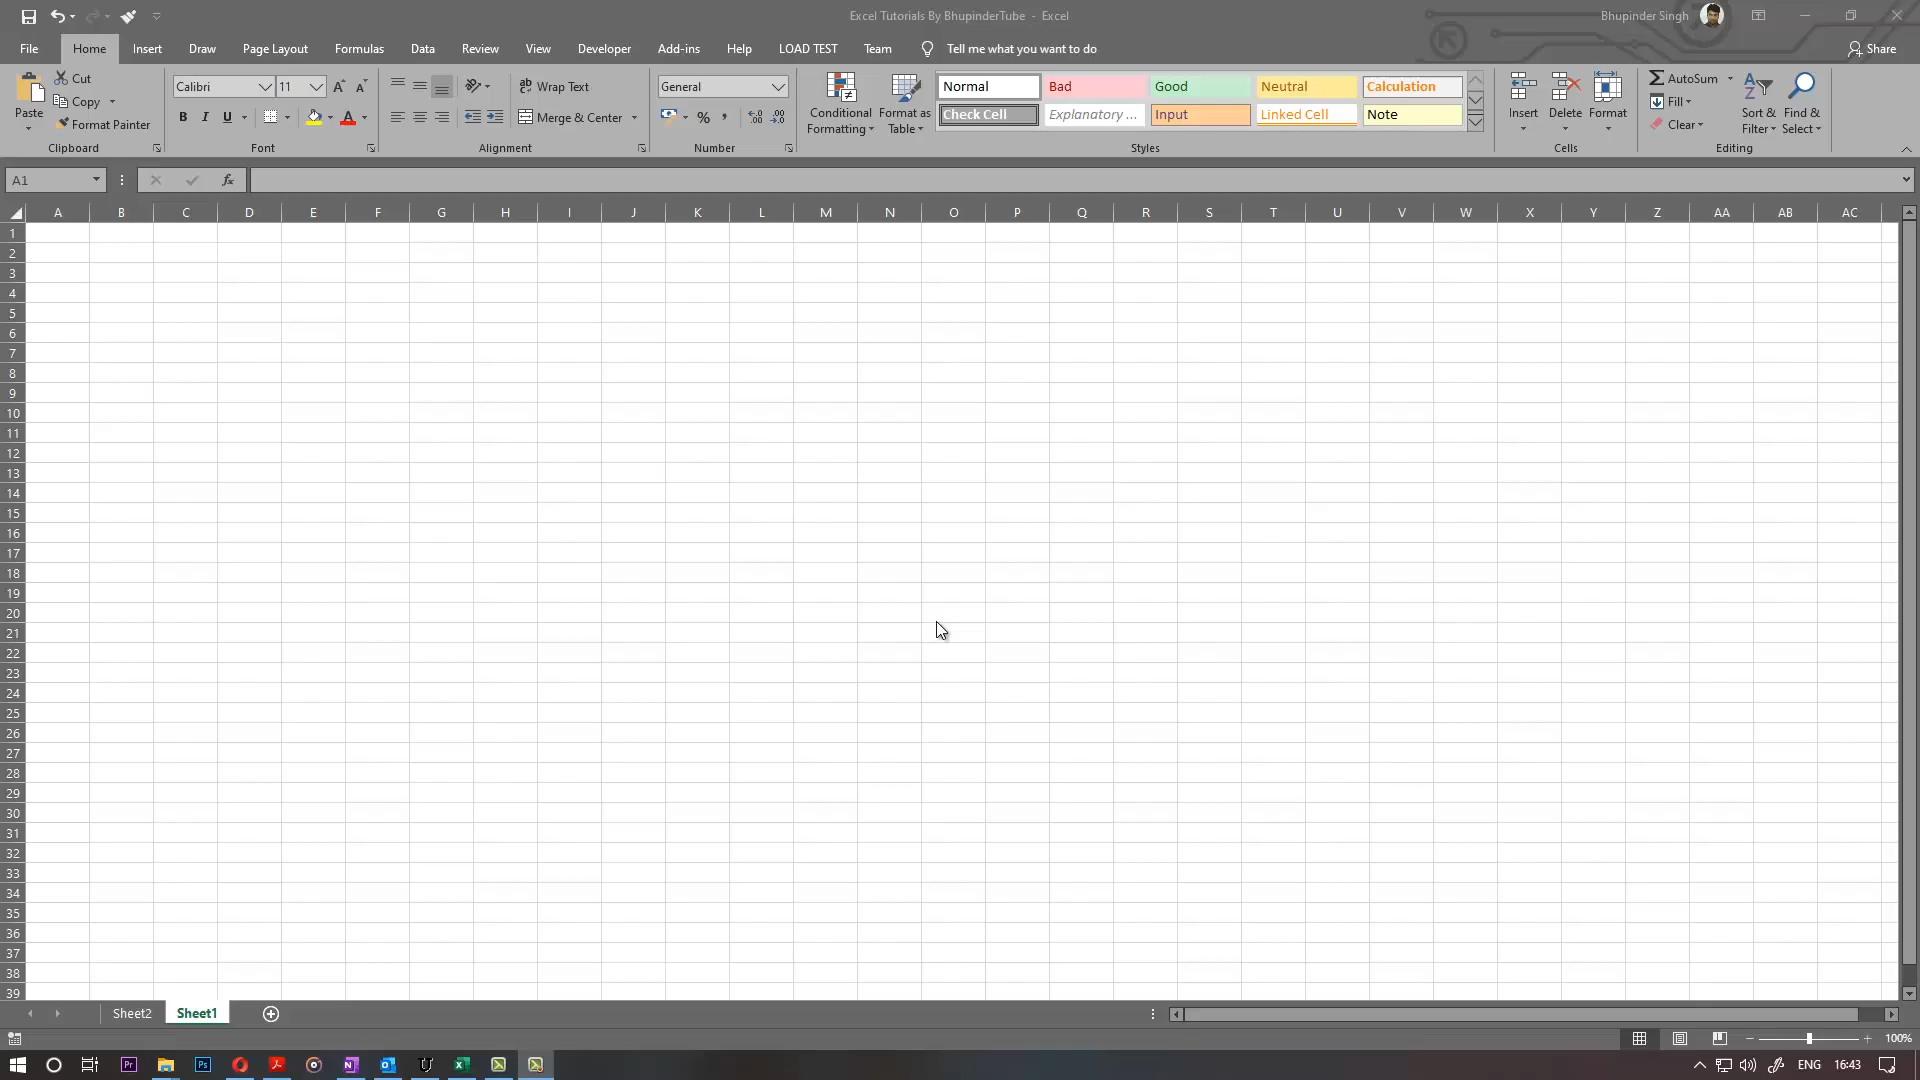 Excel Tutorials By BhupinderTube - Excel
Bhupinder Singh
File Home Insert Draw Page Layout Formulas Data Review View Developer Add-ins Help LOAD TEST Team Tell me what you want to do Share
Paste
Cut
Copy
Format Painter
Clipboard
Calibri 11
B I U A
Font
Wrap Text
Merge & Center
Alignment
General
% ,
Number
Conditional Formatting
Format as Table
Normal Bad Good Neutral Calculation
Check Cell Explanatory ... Input Linked Cell Note
Styles
Insert Delete Format
Cells
AutoSum
Fill
Clear
Sort & Filter
Find & Select
Editing
A1 fx
A B C D E F G H I J K L M N O P Q R S T U V W X Y Z AA AB AC
1
2
3
4
5
6
7
8
9
10
11
12
13
14
15
16
17
18
19
20
21
22
23
24
25
26
27
28
29
30
31
32
33
34
35
36
37
38
39
Sheet2 Sheet1
100%
Pr Ps N U ENG 16:43